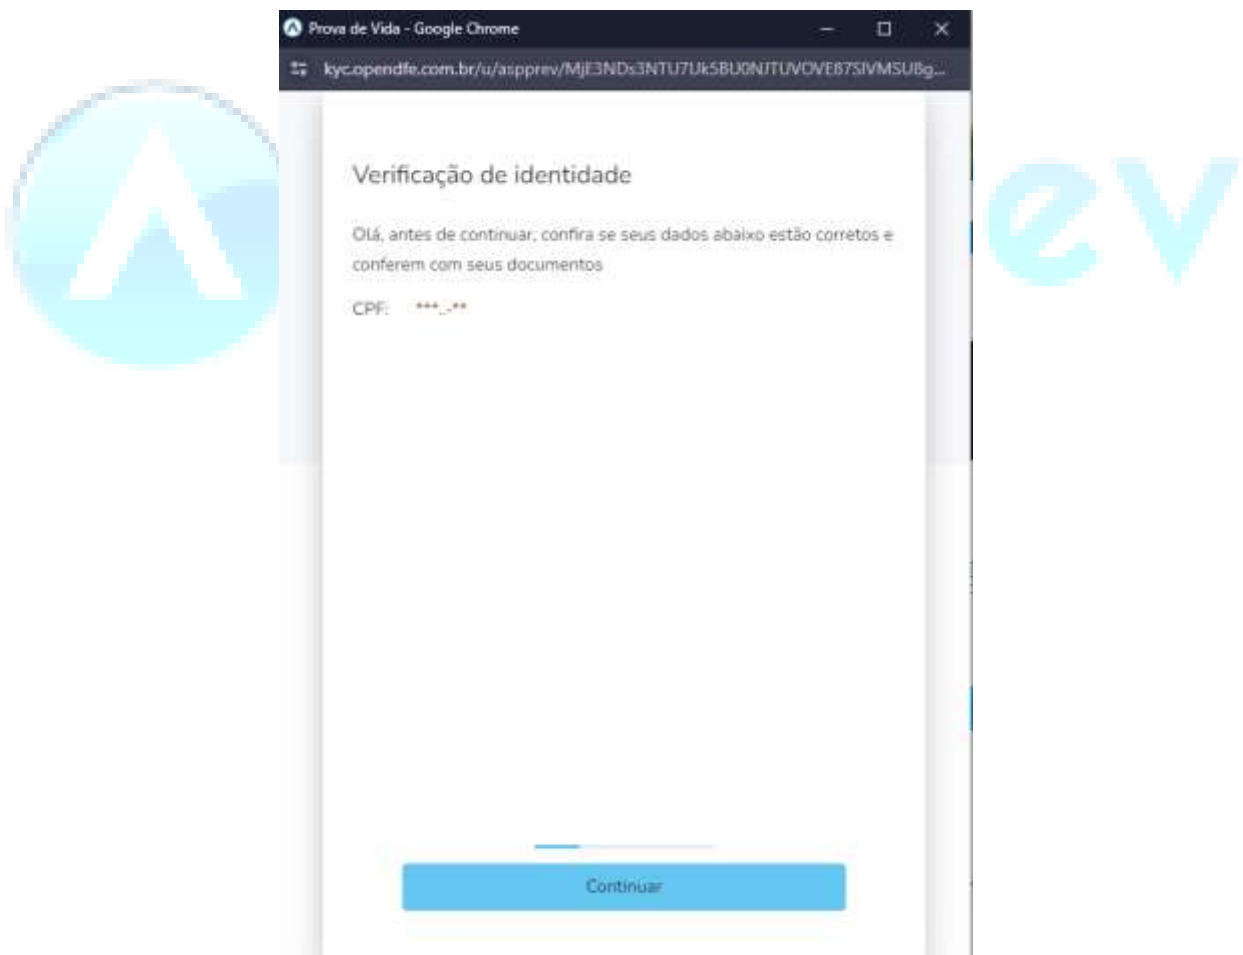 Prova de Vida - Google Chrome
kyc.opendfe.com.br/u/aspprev/
Verificação de identidade
Olá, antes de continuar, confira se seus dados abaixo estão corretos e
conferem com seus documentos
CPF: ***..-**
Continuar
ev